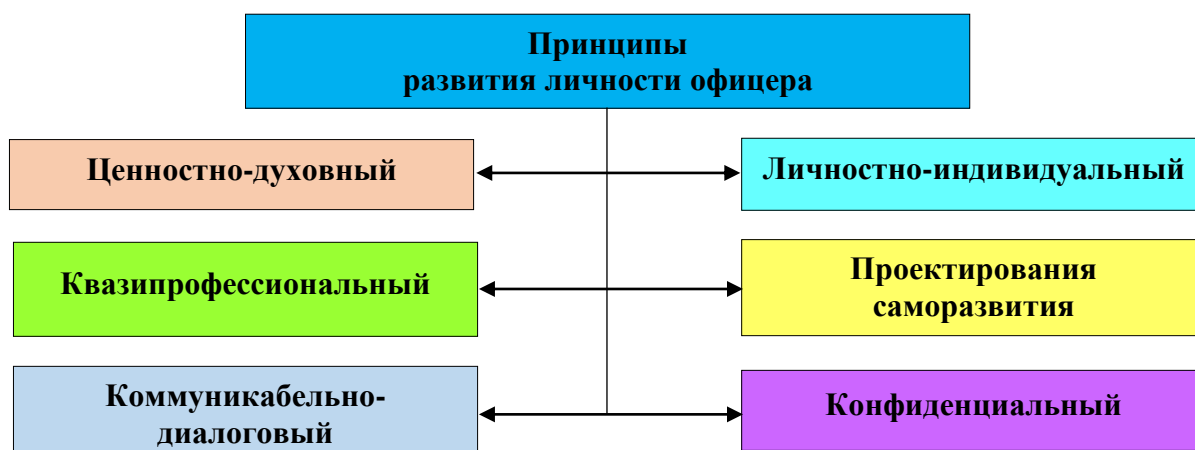 Принципы
развития личности офицера
Ценностно-духовный
Личностно-индивидуальный
Квазипрофессиональный
Проектирования
саморазвития
Коммуникабельно-
диалоговый
Конфиденциальный